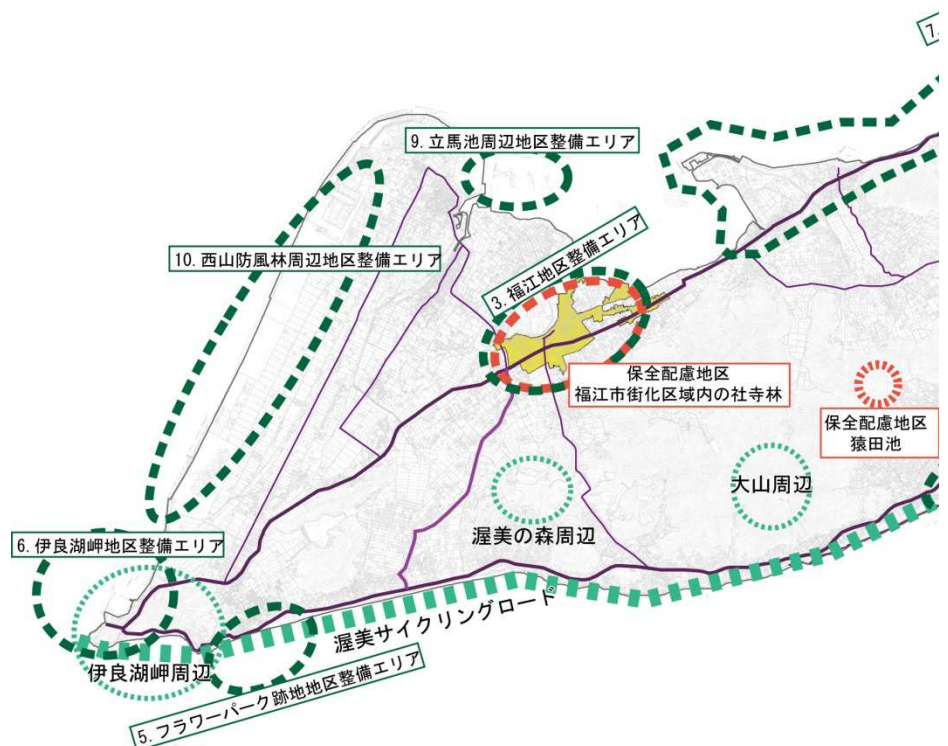 7.
9. 立馬池周辺地区整備エリア
10. 西山防風林周辺地区整備エリア
3. 福江地区整備エリア
保全配慮地区
福江市街化区域内の社寺林
保全配慮地区
猿田池
大山周辺
渥美の森周辺
6. 伊良湖岬地区整備エリア
渥美サイクリングロード
伊良湖岬周辺
5. フラワーパーク跡地地区整備エリア